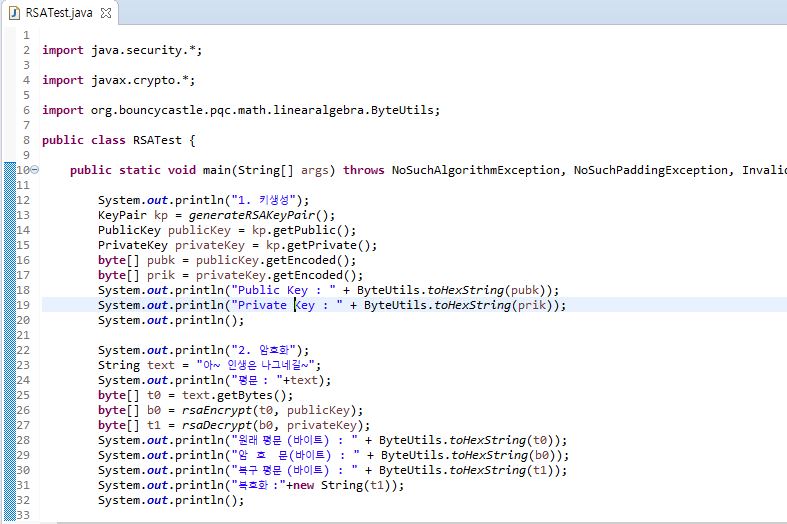 RSATest.java
1
2 import java.security.*;
3
4 import javax.crypto.*;
5
6 import org.bouncycastle.pqc.math.linearalgebra.ByteUtils;
7
8 public class RSATest {
9
10 public static void main(String[] args) throws NoSuchAlgorithmException, NoSuchPaddingException, Invalid
11
12 System.out.println("1. 키생성");
13 KeyPair kp = generateRSAKeyPair();
14 PublicKey publicKey = kp.getPublic();
15 PrivateKey privateKey = kp.getPrivate();
16 byte[] pubk = publicKey.getEncoded();
17 byte[] prik = privateKey.getEncoded();
18 System.out.println("Public Key : " + ByteUtils.toHexString(pubk));
19 System.out.println("Private Key : " + ByteUtils.toHexString(prik));
20 System.out.println();
21
22 System.out.println("2. 암호화");
23 String text = "아~ 인생은 나그네길~";
24 System.out.println("평문 : "+text);
25 byte[] t0 = text.getBytes();
26 byte[] b0 = rsaEncrypt(t0, publicKey);
27 byte[] t1 = rsaDecrypt(b0, privateKey);
28 System.out.println("원래 평문 (바이트) : " + ByteUtils.toHexString(t0));
29 System.out.println("암 호 문(바이트) : " + ByteUtils.toHexString(b0));
30 System.out.println("복구 평문 (바이트) : " + ByteUtils.toHexString(t1));
31 System.out.println("복호화 :"+new String(t1));
32 System.out.println();
33